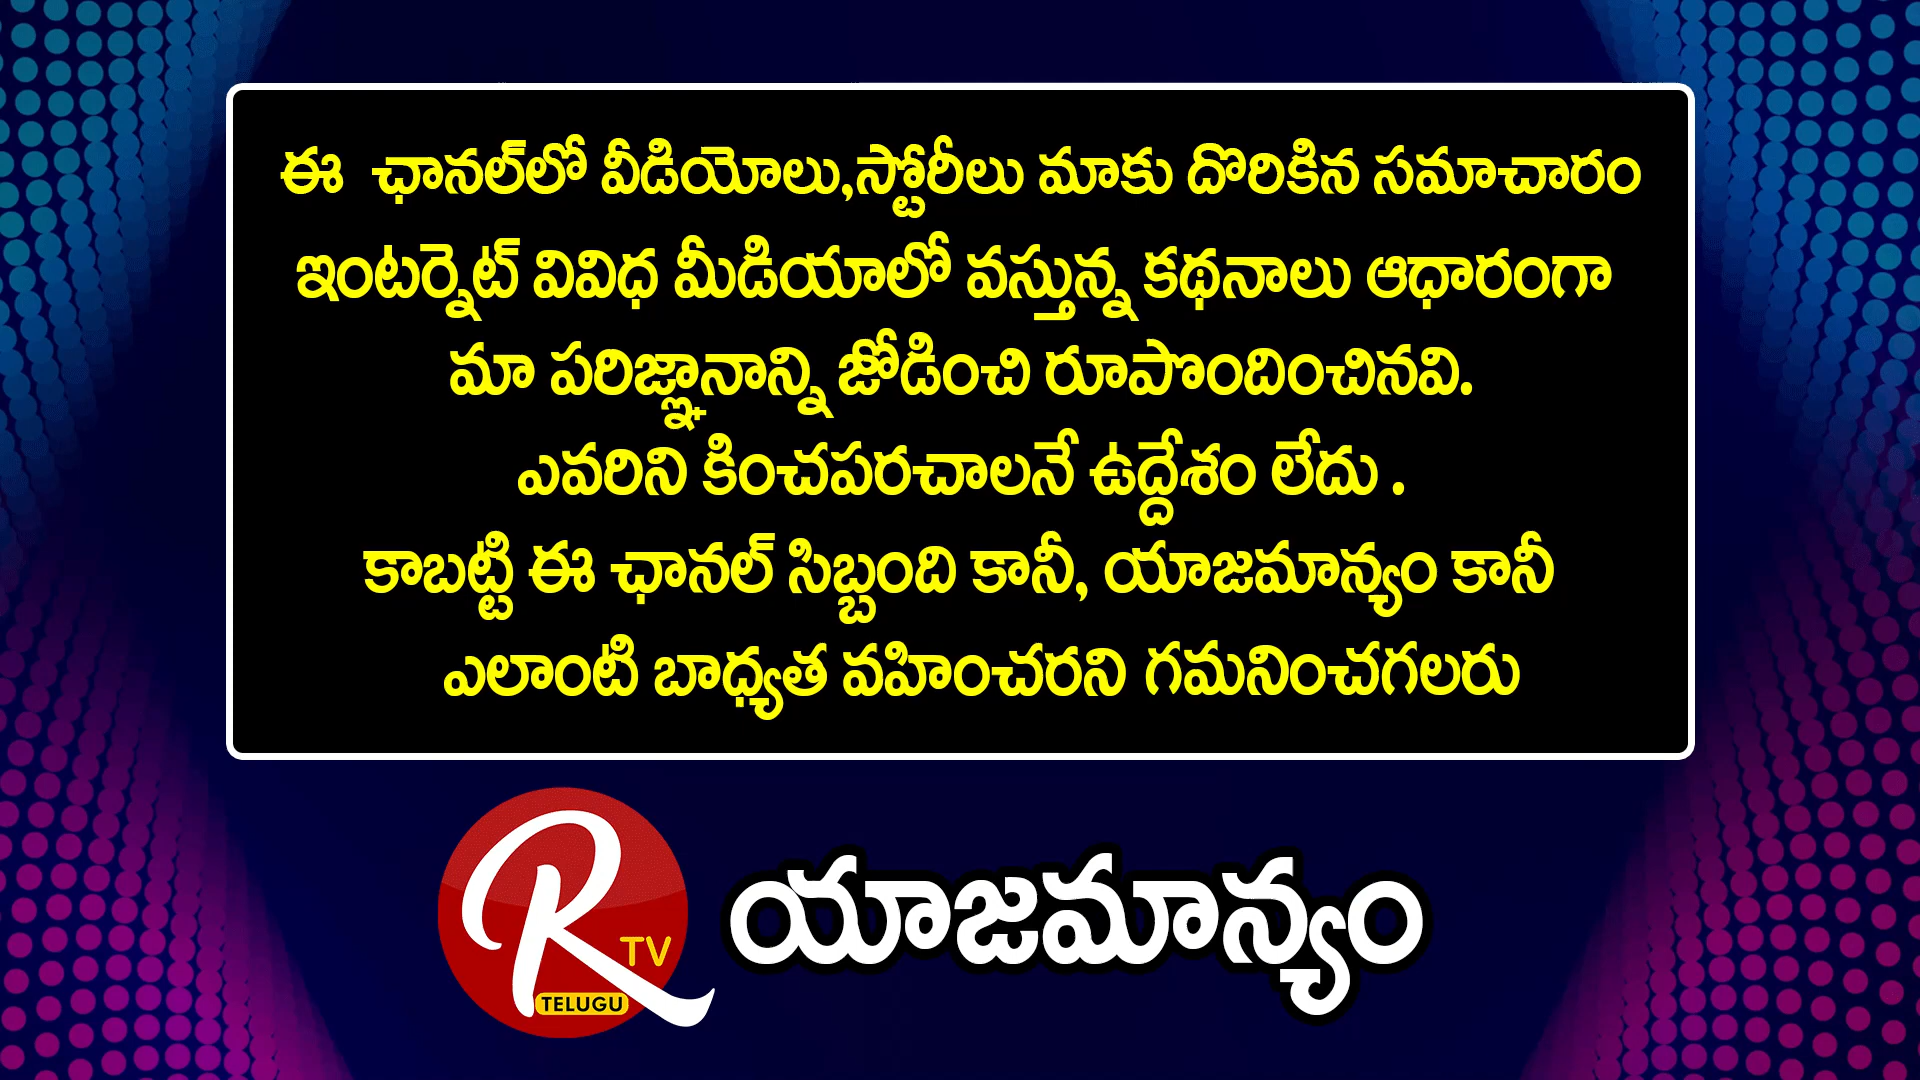 ఈ ఛానల్‌లో వీడియోలు,స్టోరీలు మాకు దొరికిన సమాచారం
ఇంటర్నెట్ వివిధ మీడియాలో వస్తున్న కథనాలు ఆధారంగా
మా పరిజ్ఞానాన్ని జోడించి రూపొందించినవి.
ఎవరిని కించపరచాలనే ఉద్దేశం లేదు .
కాబట్టి ఈ ఛానల్ సిబ్బంది కానీ, యాజమాన్యం కానీ
ఎలాంటి బాధ్యత వహించరని గమనించగలరు
R TV
TELUGU
యాజమాన్యం